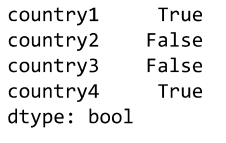 country1     True
country2    False
country3    False
country4     True
dtype: bool